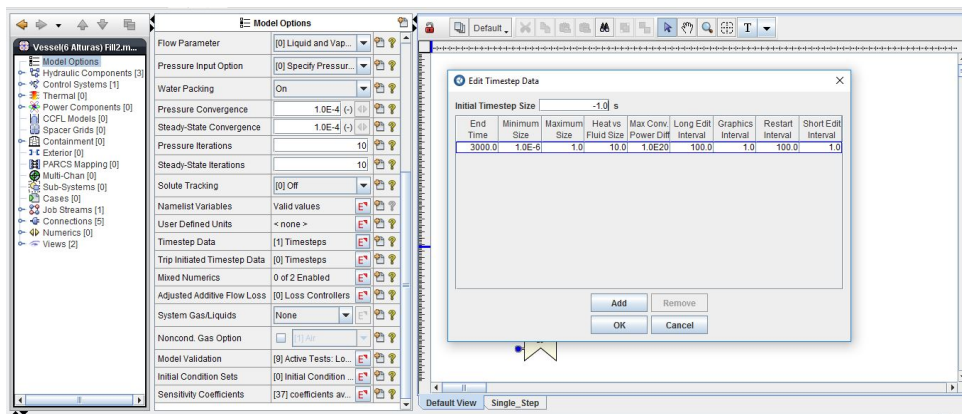 Vessel(6 Alturas) Fill2.m...
Model Options
Hydraulic Components [3]
Control Systems [1]
Thermal [0]
Power Components [0]
CCFL Models [0]
Spacer Grids [0]
Containment [0]
Exterior [0]
PARCS Mapping [0]
Multi-Chan [0]
Sub-Systems [0]
Cases [0]
Job Streams [1]
Connections [5]
Numerics [0]
Views [2]
Model Options
Flow Parameter [0] Liquid and Vap...
Pressure Input Option [0] Specify Pressur...
Water Packing On
Pressure Convergence 1.0E-4 (-)
Steady-State Convergence 1.0E-4 (-)
Pressure Iterations 10
Steady-State Iterations 10
Solute Tracking [0] Off
Namelist Variables Valid values E
User Defined Units < none > E
Timestep Data [1] Timesteps E
Trip Initiated Timestep Data [0] Timesteps E
Mixed Numerics 0 of 2 Enabled E
Adjusted Additive Flow Loss [0] Loss Controllers E
System Gas/Liquids None E
Noncond. Gas Option [1] Air
Model Validation [9] Active Tests: Lo... E
Initial Condition Sets [0] Initial Condition ... E
Sensitivity Coefficients [37] coefficients av... E
Default T
Edit Timestep Data
Initial Timestep Size -1.0 s
End Minimum Maximum Heat vs Max Conv. Long Edit Graphics Restart Short Edit
Time Size Size Fluid Size Power Diff Interval Interval Interval Interval
3000.0 1.0E-6 1.0 10.0 1.0E20 100.0 1.0 100.0 1.0
Add Remove
OK Cancel
Default View Single_Step